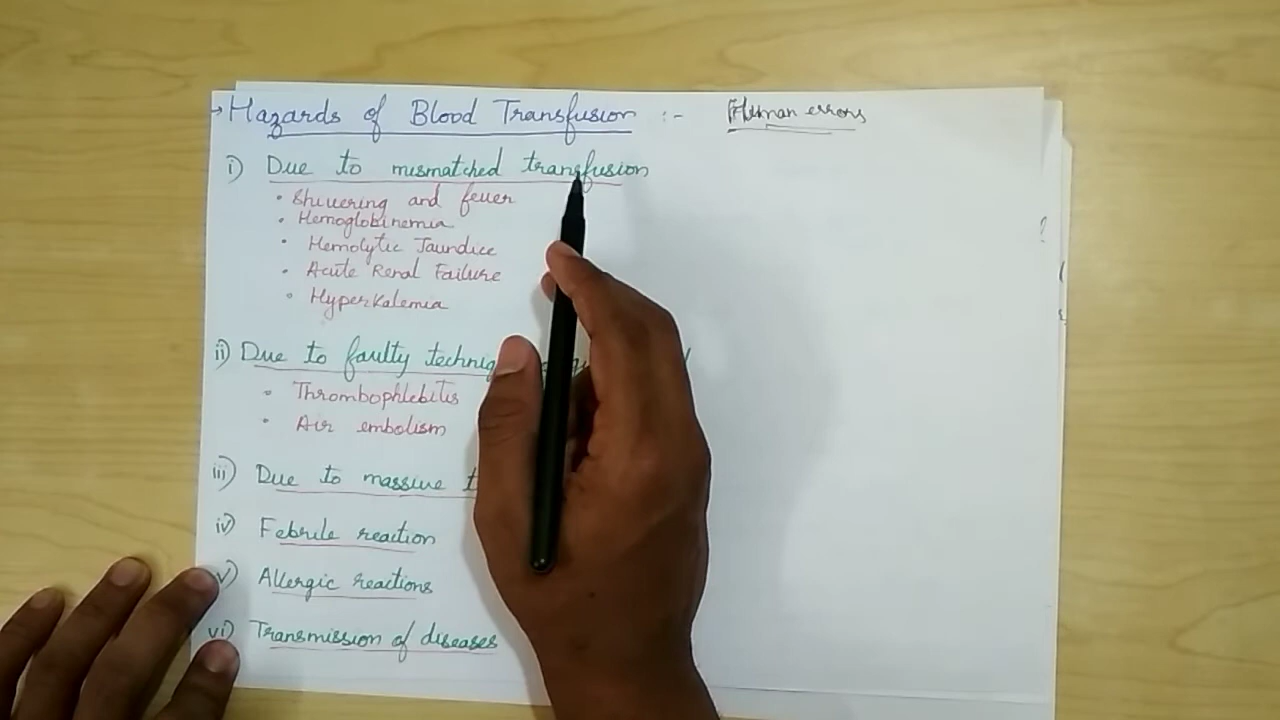 → Hazards of Blood Transfusion :- Human errors
i) Due to mismatched transfusion
• Shivering and fever
• Hemoglobinemia
• Hemolytic Jaundice
• Acute Renal Failure
• Hyperkalemia
ii) Due to faulty
• Thrombophlebitis
• Air embolism
iii) Due to massive
iv) Febrile reaction
v) Allergic reactions
vi) Transmission of diseases